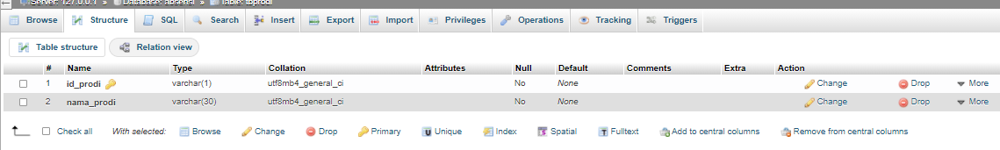 Server: 127.0.0.1 » Database: absensi » Table: tbprodi
Browse Structure SQL Search Insert Export Import Privileges Operations Tracking Triggers
Table structure Relation view
# Name Type Collation Attributes Null Default Comments Extra Action
1 id_prodi varchar(1) utf8mb4_general_ci No None Change Drop More
2 nama_prodi varchar(30) utf8mb4_general_ci No None Change Drop More
Check all With selected: Browse Change Drop Primary Unique Index Spatial Fulltext Add to central columns Remove from central columns